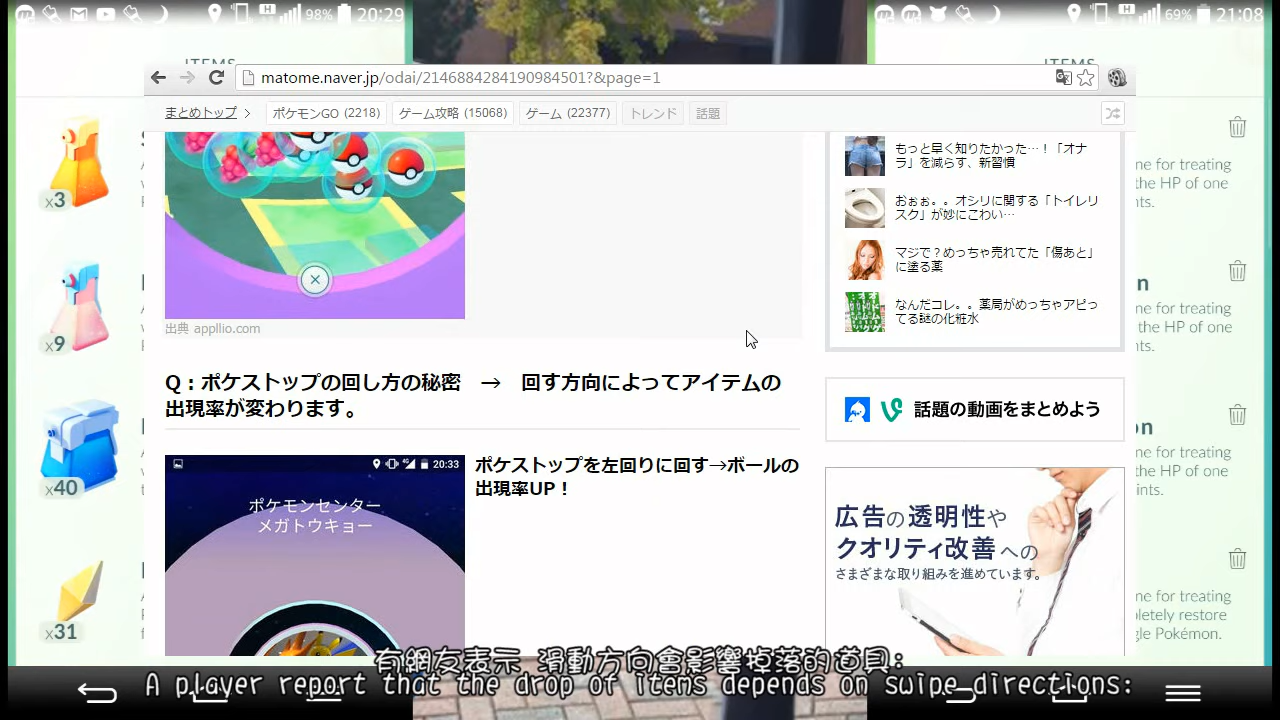 98% 20:29
69% 21:08
ITEMS
ITEMS
matome.naver.jp/odai/2146884284190984501?&page=1
まとめトップ > ポケモンGO (2218) ゲーム攻略 (15068) ゲーム (22377) トレンド 話題
x3
x9
x40
x31
出典 appllio.com
Q：ポケストップの回し方の秘密　→　回す方向によってアイテムの
出現率が変わります。
20:33
ポケモンセンター
メガトウキョー
ポケストップを左回りに回す→ボールの
出現率UP！
もっと早く知りたかった…！「オナ
ラ」を減らす、新習慣
おぉぉ。。オシリに関する「トイレリ
スク」が妙にこわい…
マジで？めっちゃ売れてた「傷あと」
に塗る薬
なんだコレ。。薬局がめっちゃアピっ
てる謎の化粧水
話題の動画をまとめよう
広告の透明性や
クオリティ改善への
さまざまな取り組みを進めています。
ne for treating
the HP of one
nts.
n
ne for treating
the HP of one
nts.
on
ne for treating
the HP of one
ints.
ne for treating
pletely restore
gle Pokémon.
有網友表示 滑動方向會影響掉落的道具:
A player report that the drop of items depends on swipe directions: